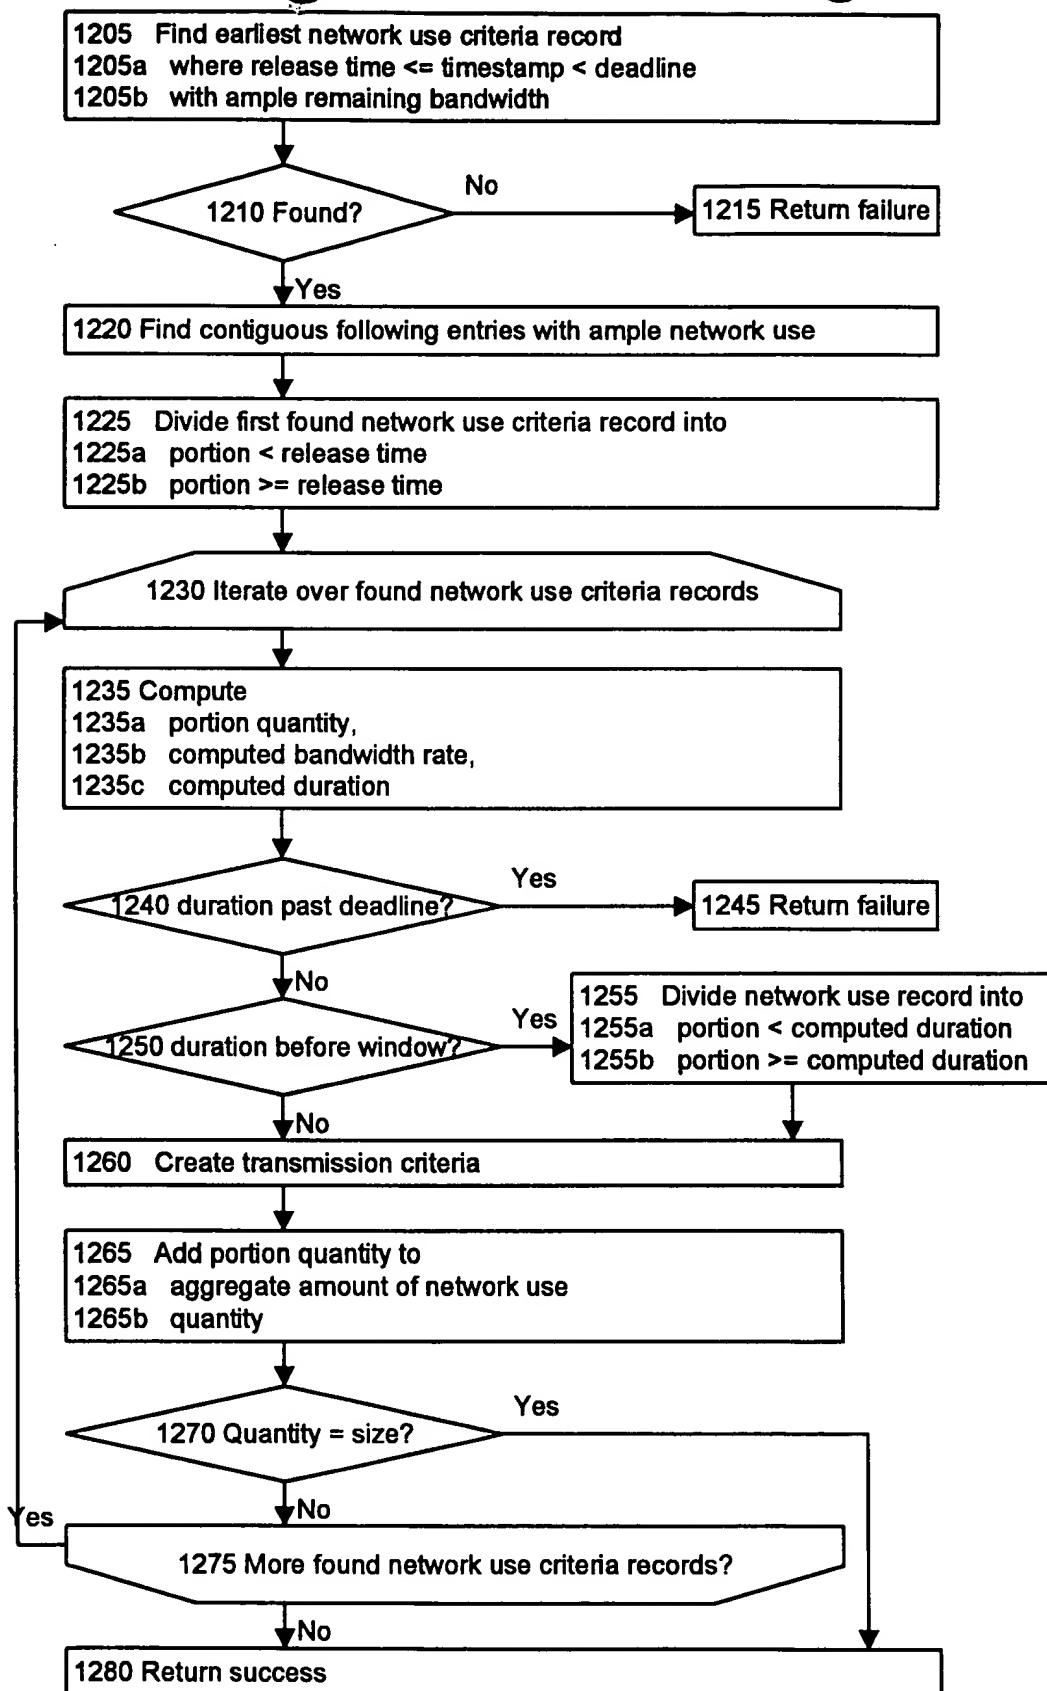 1205 Find earliest network use criteria record
1205a where release time <= timestamp < deadline
1205b with ample remaining bandwidth
1210 Found?
No
1215 Return failure
Yes
1220 Find contiguous following entries with ample network use
1225 Divide first found network use criteria record into
1225a portion < release time
1225b portion >= release time
1230 Iterate over found network use criteria records
1235 Compute
1235a portion quantity,
1235b computed bandwidth rate,
1235c computed duration
1240 duration past deadline?
Yes
1245 Return failure
No
1250 duration before window?
Yes
1255 Divide network use record into
1255a portion < computed duration
1255b portion >= computed duration
No
1260 Create transmission criteria
1265 Add portion quantity to
1265a aggregate amount of network use
1265b quantity
1270 Quantity = size?
Yes
No
Yes
1275 More found network use criteria records?
No
1280 Return success